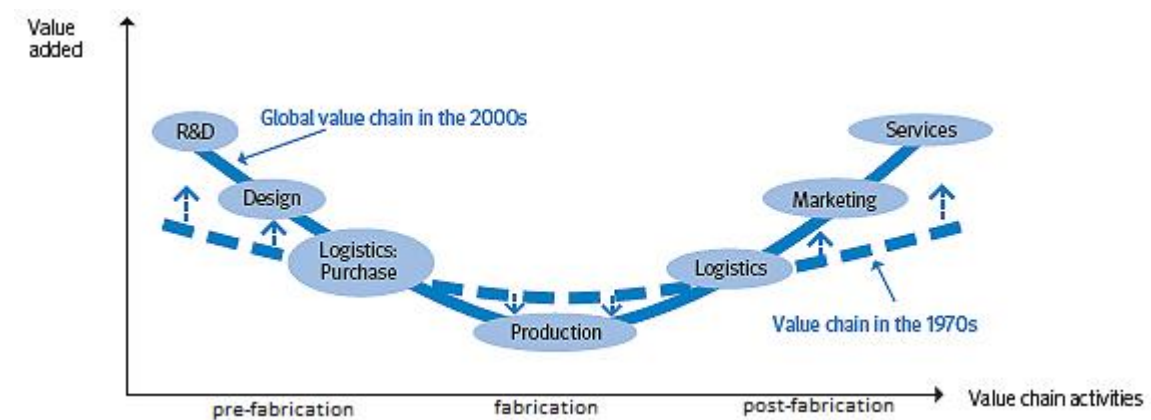 Value
added
R&D
Global value chain in the 2000s
Services
Design
Marketing
Logistics:
Purchase
Logistics
Production
Value chain in the 1970s
pre-fabrication
fabrication
post-fabrication
Value chain activities